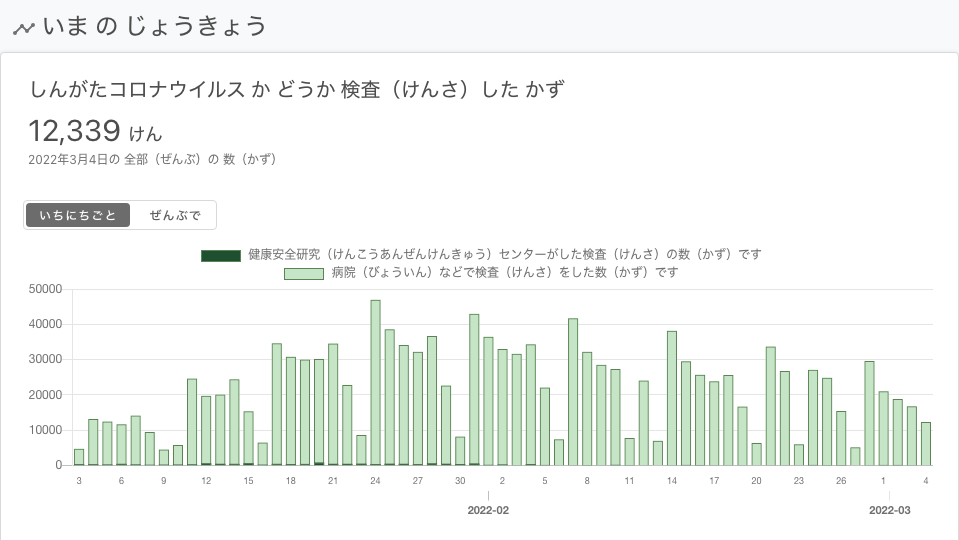 いま の じょうきょう
しんがたコロナウイルス か どうか 検査（けんさ）した かず
12,339 けん
2022年3月4日の 全部（ぜんぶ）の 数（かず）
いちにちごと ぜんぶで
健康安全研究（けんこうあんぜんけんきゅう）センターがした検査（けんさ）の数（かず）です
病院（びょういん）などで検査（けんさ）をした数（かず）です
50000
40000
30000
20000
10000
0
3 6 9 12 15 18 21 24 27 30 2 5 8 11 14 17 20 23 26 1 4
2022-02 2022-03